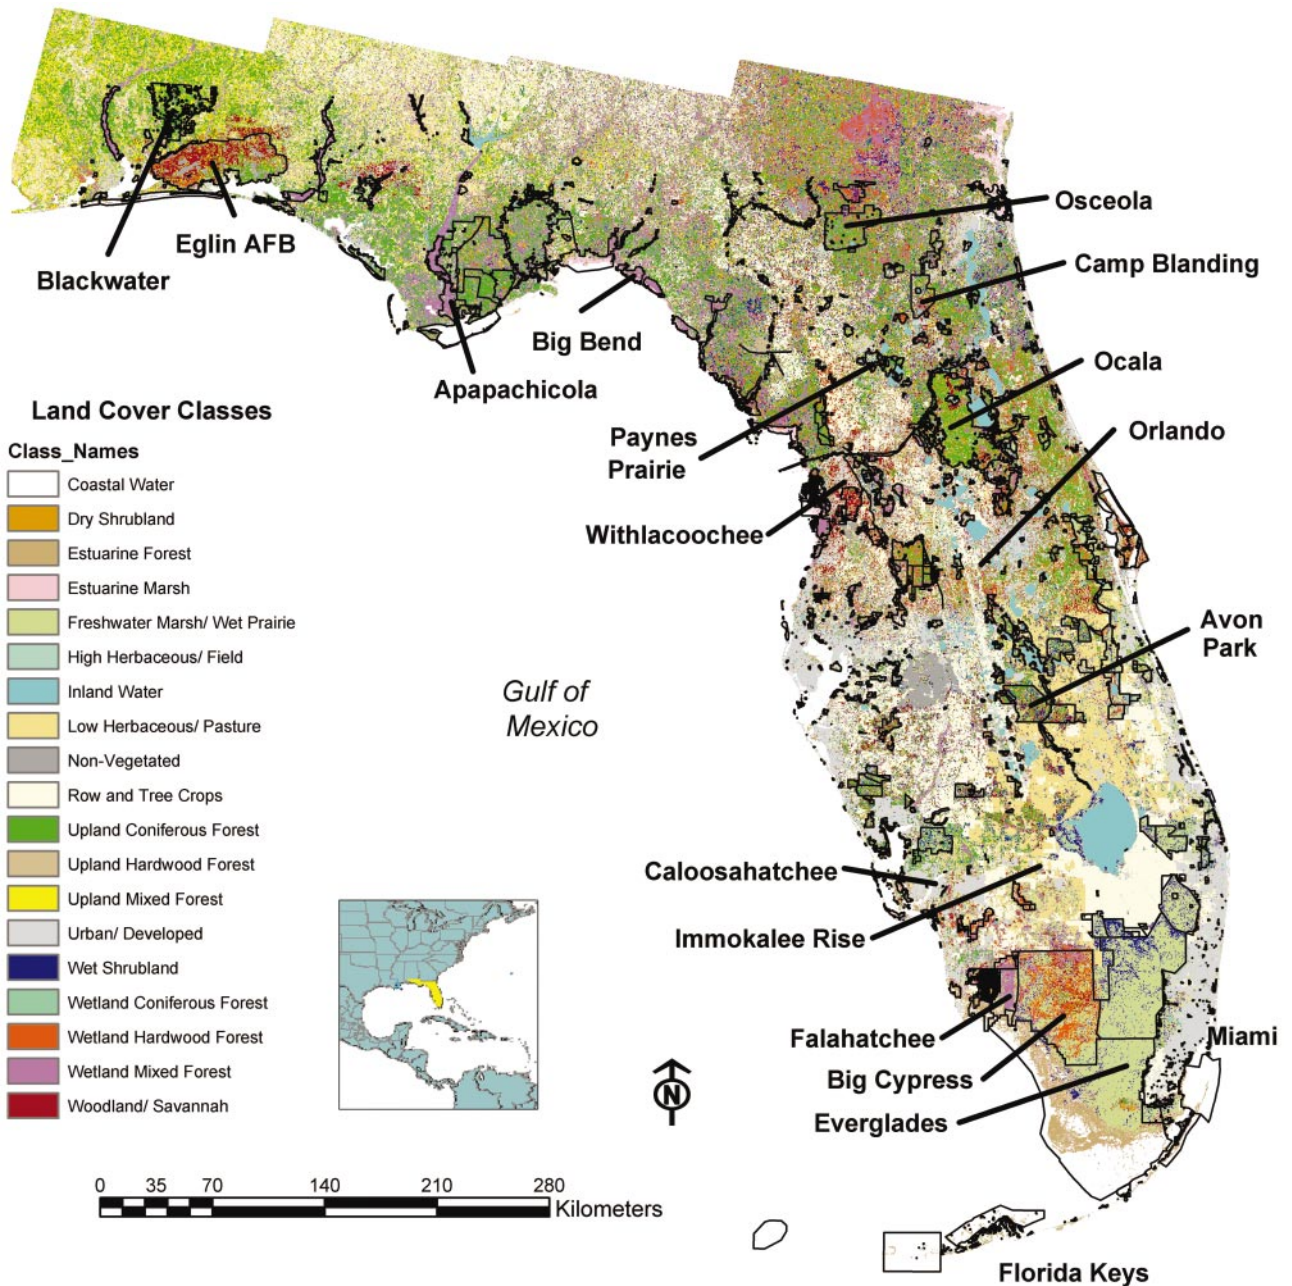 Osceola
Camp Blanding
Eglin AFB
Blackwater
Big Bend
Apapachicola
Ocala
Orlando
Paynes
Prairie
Withlacoochee
Avon
Park
Gulf of
Mexico
Caloosahatchee
Immokalee Rise
Falahatchee
Big Cypress
Everglades
Miami
Florida Keys
Land Cover Classes
Class_Names
Coastal Water
Dry Shrubland
Estuarine Forest
Estuarine Marsh
Freshwater Marsh/ Wet Prairie
High Herbaceous/ Field
Inland Water
Low Herbaceous/ Pasture
Non-Vegetated
Row and Tree Crops
Upland Coniferous Forest
Upland Hardwood Forest
Upland Mixed Forest
Urban/ Developed
Wet Shrubland
Wetland Coniferous Forest
Wetland Hardwood Forest
Wetland Mixed Forest
Woodland/ Savannah
N
0 35 70 140 210 280
Kilometers